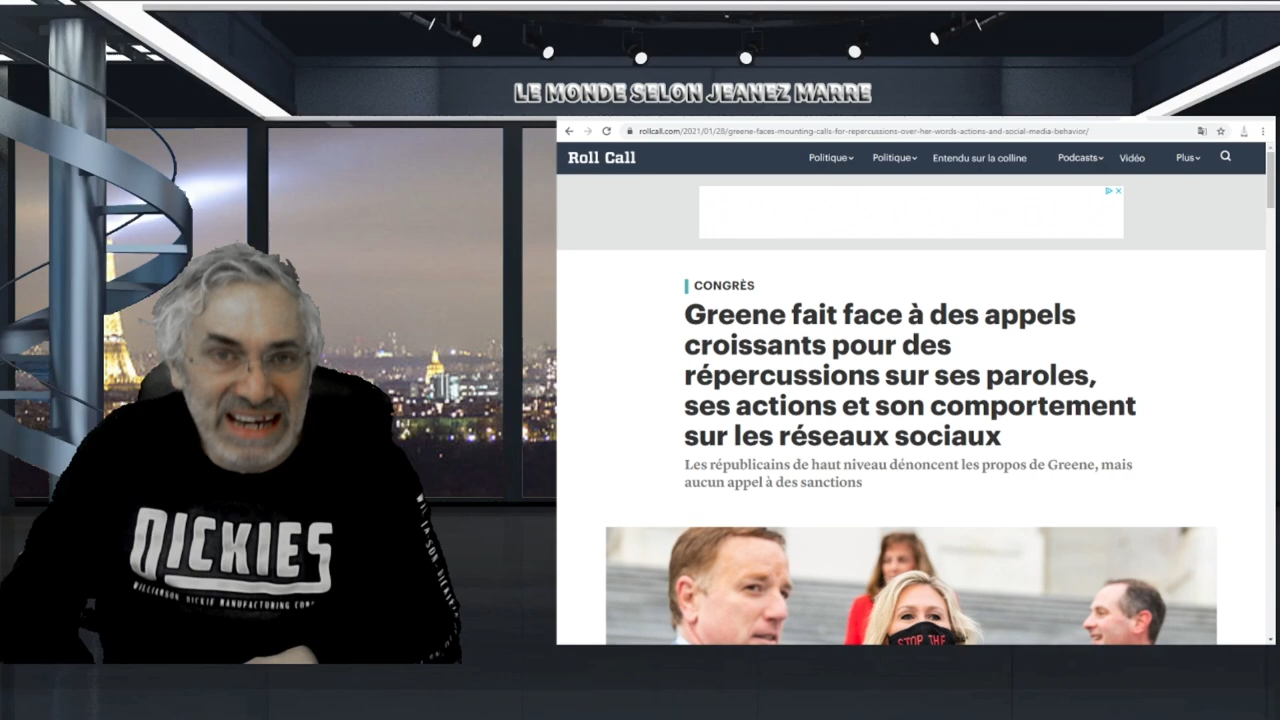 LE MONDE SELON JEANEZ MARRE
rollcall.com/2021/01/28/greene-faces-mounting-calls-for-repercussions-over-her-words-actions-and-social-media-behavior/
Roll Call
Politique
Politique
Entendu sur la colline
Podcasts
Vidéo
Plus
CONGRÈS
Greene fait face à des appels
croissants pour des
répercussions sur ses paroles,
ses actions et son comportement
sur les réseaux sociaux
Les républicains de haut niveau dénoncent les propos de Greene, mais
aucun appel à des sanctions
STOP THE
DICKIES
WILLIAMSON DICKIE MANUFACTURING